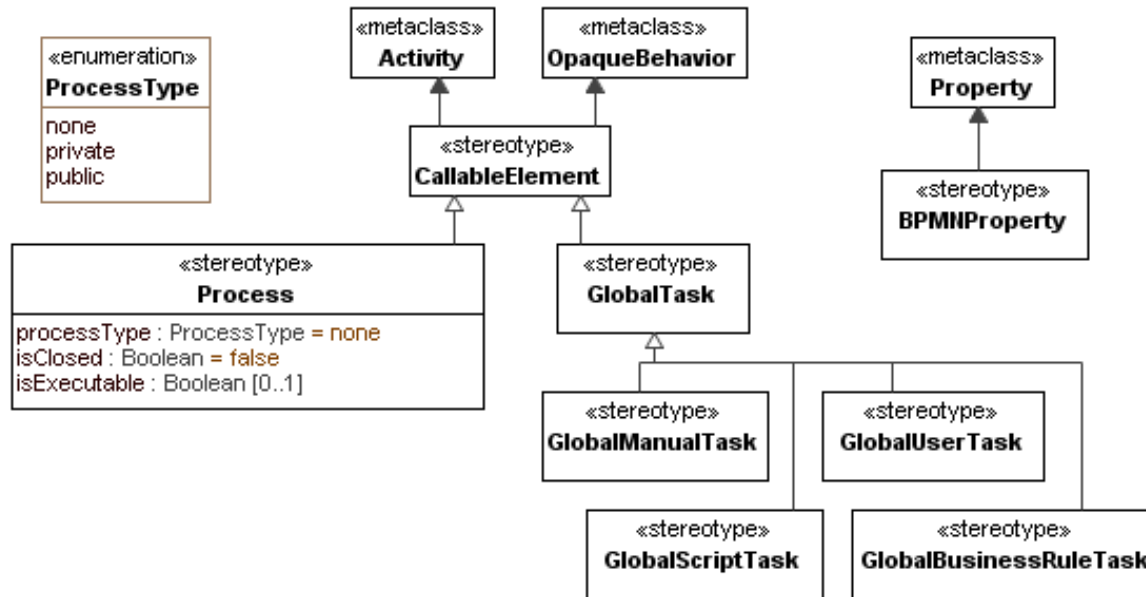 «enumeration»
ProcessType
none
private
public
«metaclass»
Activity
«metaclass»
OpaqueBehavior
«metaclass»
Property
«stereotype»
CallableElement
«stereotype»
BPMNProperty
«stereotype»
Process
processType : ProcessType = none
isClosed : Boolean = false
isExecutable : Boolean [0..1]
«stereotype»
GlobalTask
«stereotype»
GlobalManualTask
«stereotype»
GlobalUserTask
«stereotype»
GlobalScriptTask
«stereotype»
GlobalBusinessRuleTask